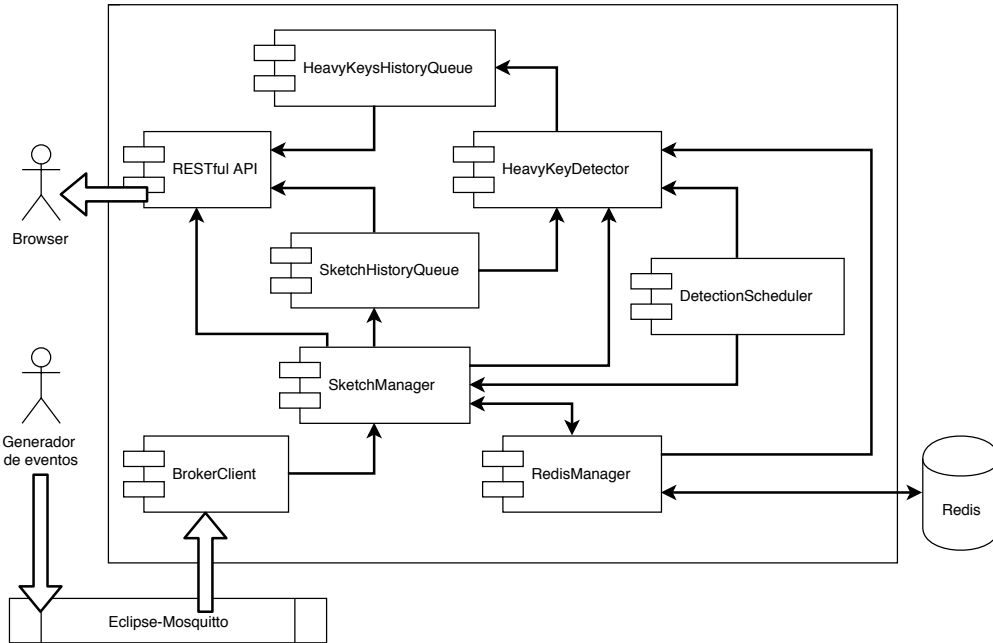 HeavyKeysHistoryQueue
RESTful API
HeavyKeyDetector
Browser
SketchHistoryQueue
DetectionScheduler
SketchManager
Generador
de eventos
BrokerClient
RedisManager
Redis
Eclipse-Mosquitto